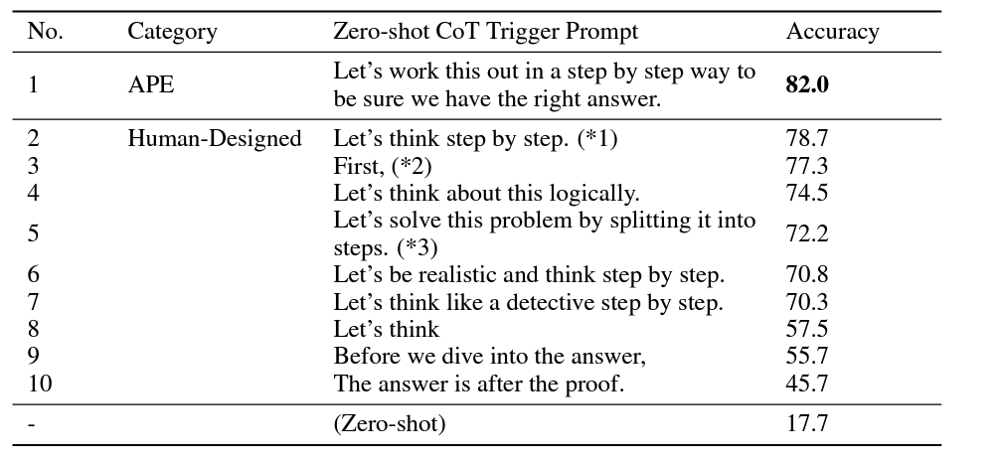 No. Category Zero-shot CoT Trigger Prompt Accuracy
1 APE Let's work this out in a step by step way to be sure we have the right answer. 82.0
2 Human-Designed Let's think step by step. (*1) 78.7
3 First, (*2) 77.3
4 Let's think about this logically. 74.5
5 Let's solve this problem by splitting it into steps. (*3) 72.2
6 Let's be realistic and think step by step. 70.8
7 Let's think like a detective step by step. 70.3
8 Let's think 57.5
9 Before we dive into the answer, 55.7
10 The answer is after the proof. 45.7
- (Zero-shot) 17.7